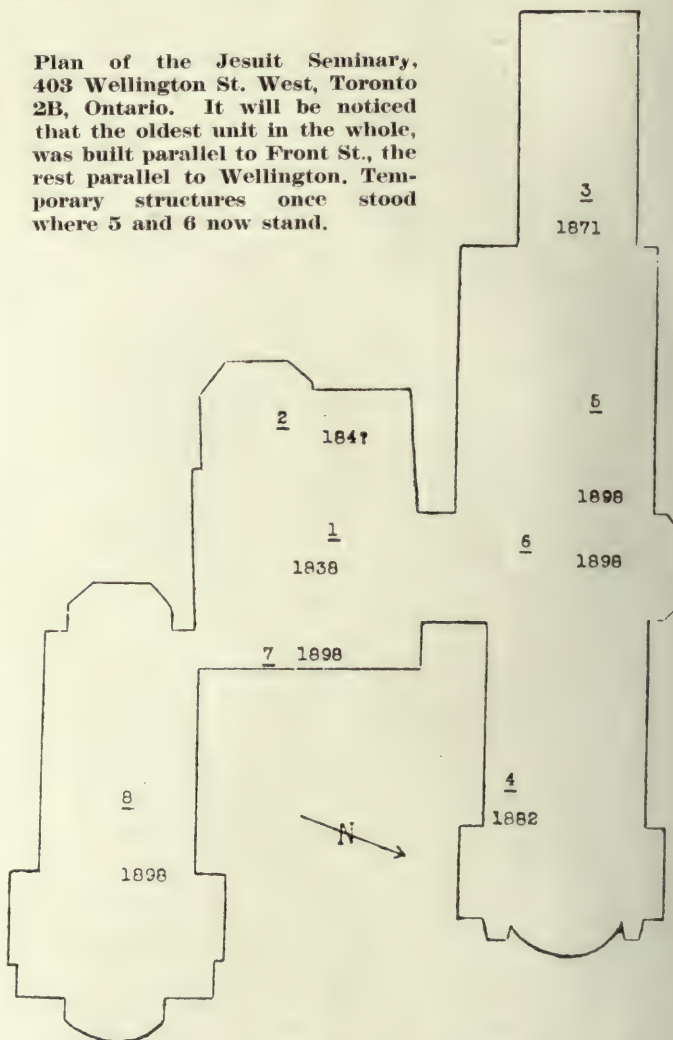 Plan of the Jesuit Seminary,
403 Wellington St. West, Toronto
2B, Ontario. It will be noticed
that the oldest unit in the whole,
was built parallel to Front St., the
rest parallel to Wellington. Tem-
porary structures once stood
where 5 and 6 now stand.
3
1871
2
184?
5
1898
1
1838
6
1898
7 1898
8
1898
4
1882
N